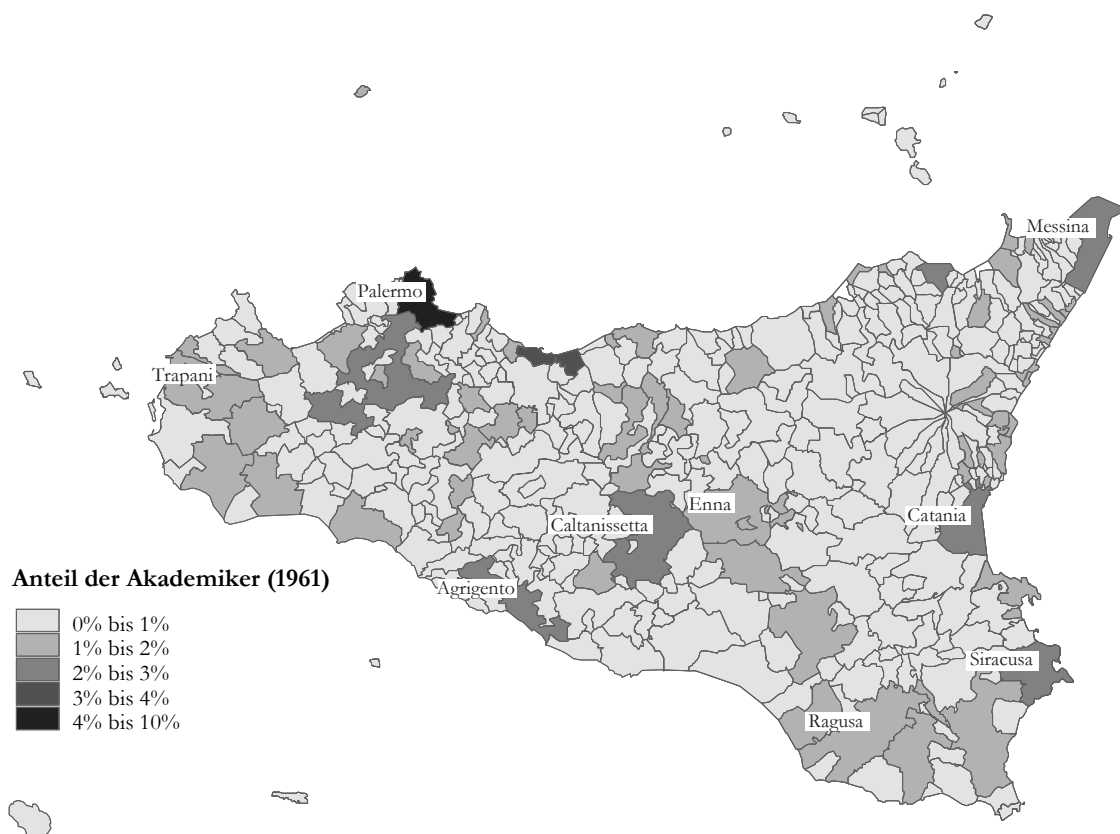 Messina
Palermo
Trapani
Enna
Catania
Caltanissetta
Anteil der Akademiker (1961)
Agrigento
0% bis 1%
1% bis 2%
2% bis 3%
Siracusa
3% bis 4%
4% bis 10%
Ragusa